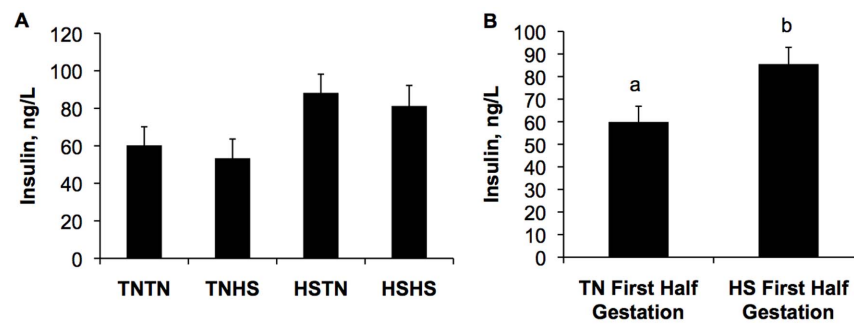 A
Insulin, ng/L
120
100
80
60
40
20
0
TNTN TNHS HSTN HSHS
B
Insulin, ng/L
100
90
80
70
60
50
40
30
20
10
0
a
b
TN First Half
Gestation
HS First Half
Gestation